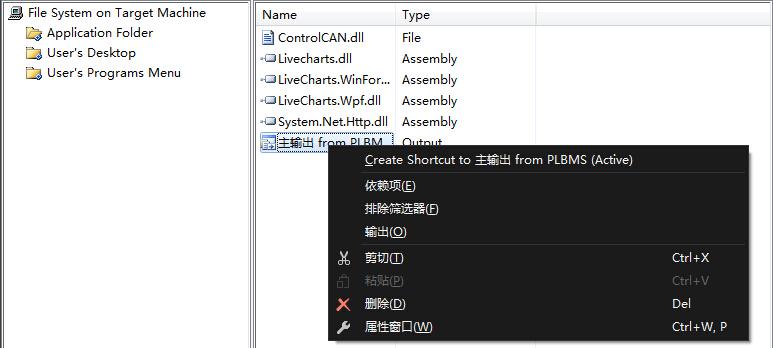 File System on Target Machine
Application Folder
User's Desktop
User's Programs Menu
Name Type
ControlCAN.dll File
Livecharts.dll Assembly
LiveCharts.WinFor... Assembly
LiveCharts.Wpf.dll Assembly
System.Net.Http.dll Assembly
主输出 from PLBM Output
Create Shortcut to 主输出 from PLBMS (Active)
依赖项(E)
排除筛选器(F)
输出(O)
剪切(T) Ctrl+X
粘贴(P) Ctrl+V
删除(D) Del
属性窗口(W) Ctrl+W, P